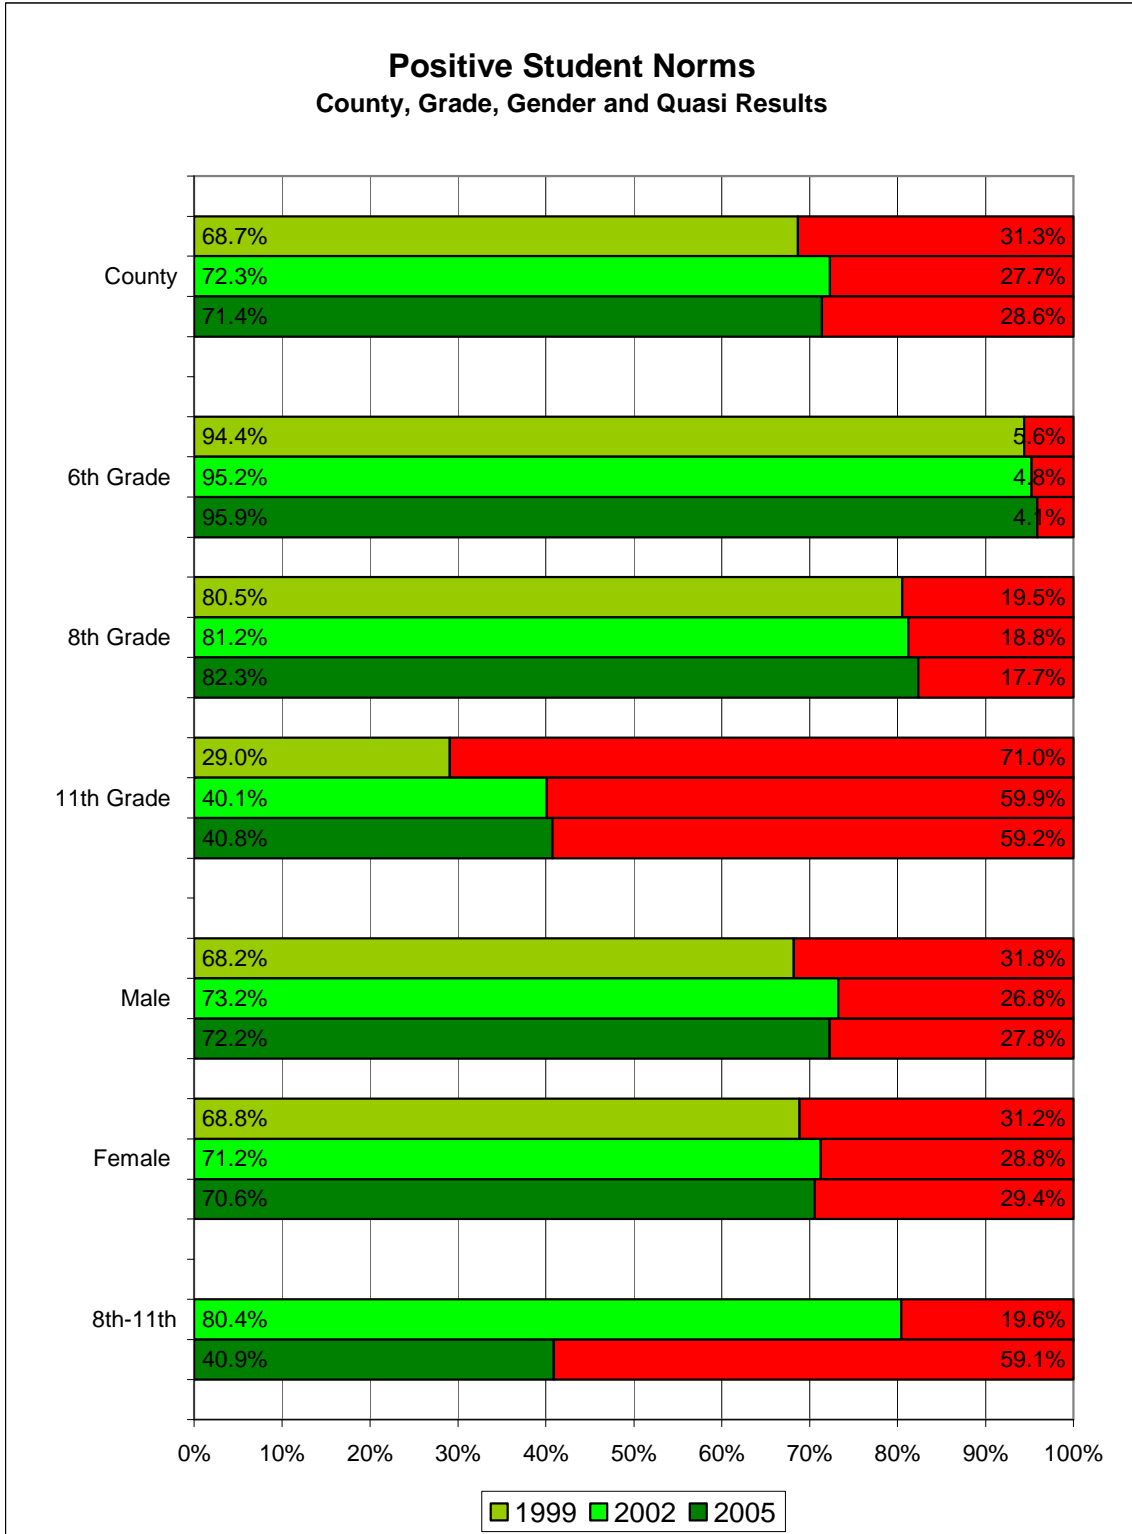 Positive Student Norms
County, Grade, Gender and Quasi Results
68.7% 31.3%
County 72.3% 27.7%
71.4% 28.6%
94.4% 5.6%
6th Grade 95.2% 4.8%
95.9% 4.1%
80.5% 19.5%
8th Grade 81.2% 18.8%
82.3% 17.7%
29.0% 71.0%
11th Grade 40.1% 59.9%
40.8% 59.2%
68.2% 31.8%
Male 73.2% 26.8%
72.2% 27.8%
68.8% 31.2%
Female 71.2% 28.8%
70.6% 29.4%
8th-11th 80.4% 19.6%
40.9% 59.1%
0% 10% 20% 30% 40% 50% 60% 70% 80% 90% 100%
1999 2002 2005